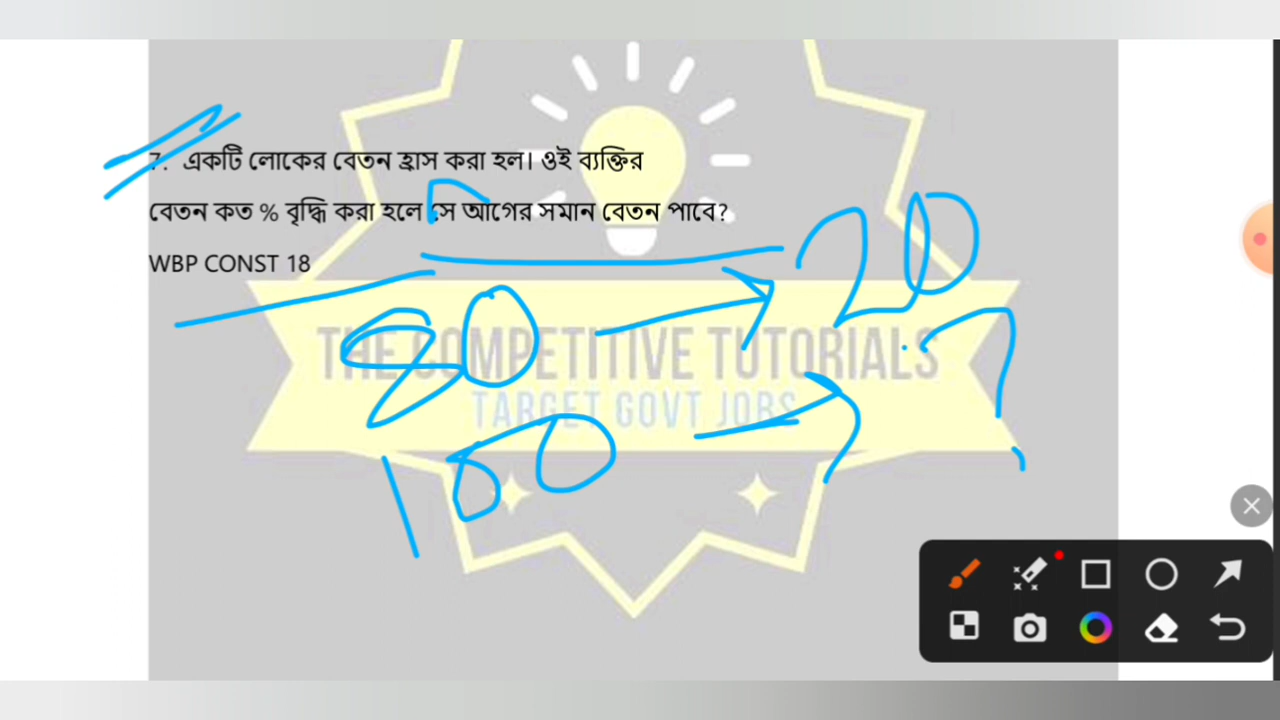 7. একটি লোকের বেতন হ্রাস করা হল। ওই ব্যক্তির
বেতন কত % বৃদ্ধি করা হলে সে আগের সমান বেতন পাবে?
WBP CONST 18
80 → 20
100 → ?
THE COMPETITIVE TUTORIALS
TARGET GOVT JOBS